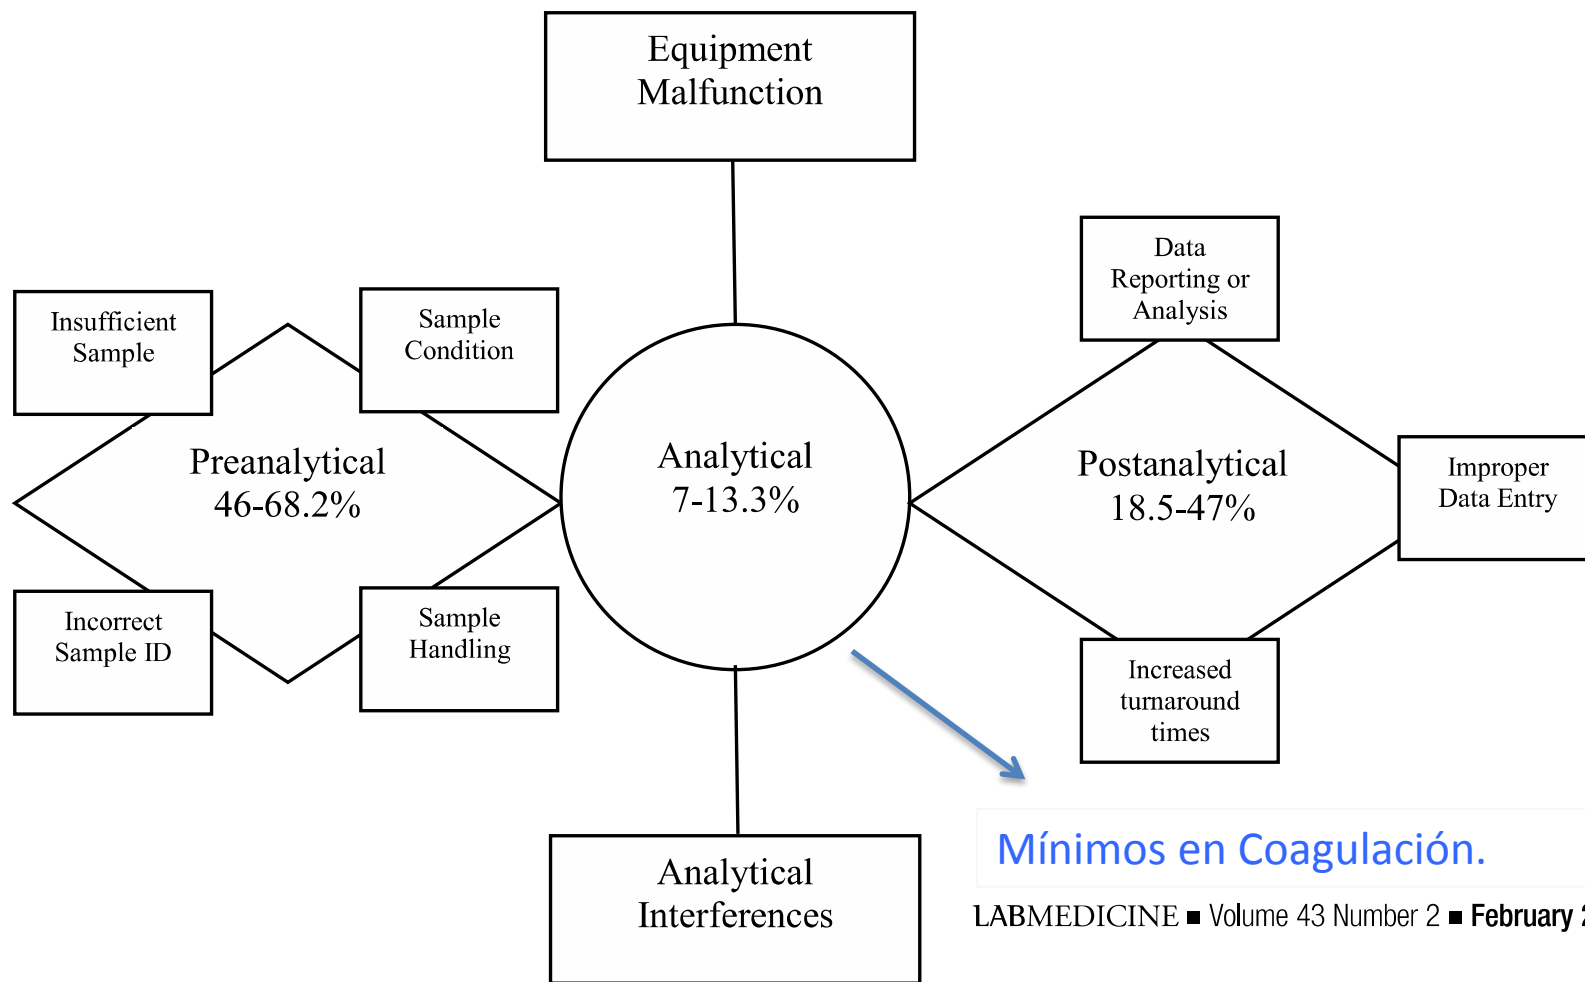 Equipment
Malfunction
Insufficient
Sample
Sample
Condition
Preanalytical
46-68.2%
Incorrect
Sample ID
Sample
Handling
Analytical
7-13.3%
Analytical
Interferences
Data
Reporting or
Analysis
Postanalytical
18.5-47%
Improper
Data Entry
Increased
turnaround
times
Mínimos en Coagulación.
LABMEDICINE ■ Volume 43 Number 2 ■ February